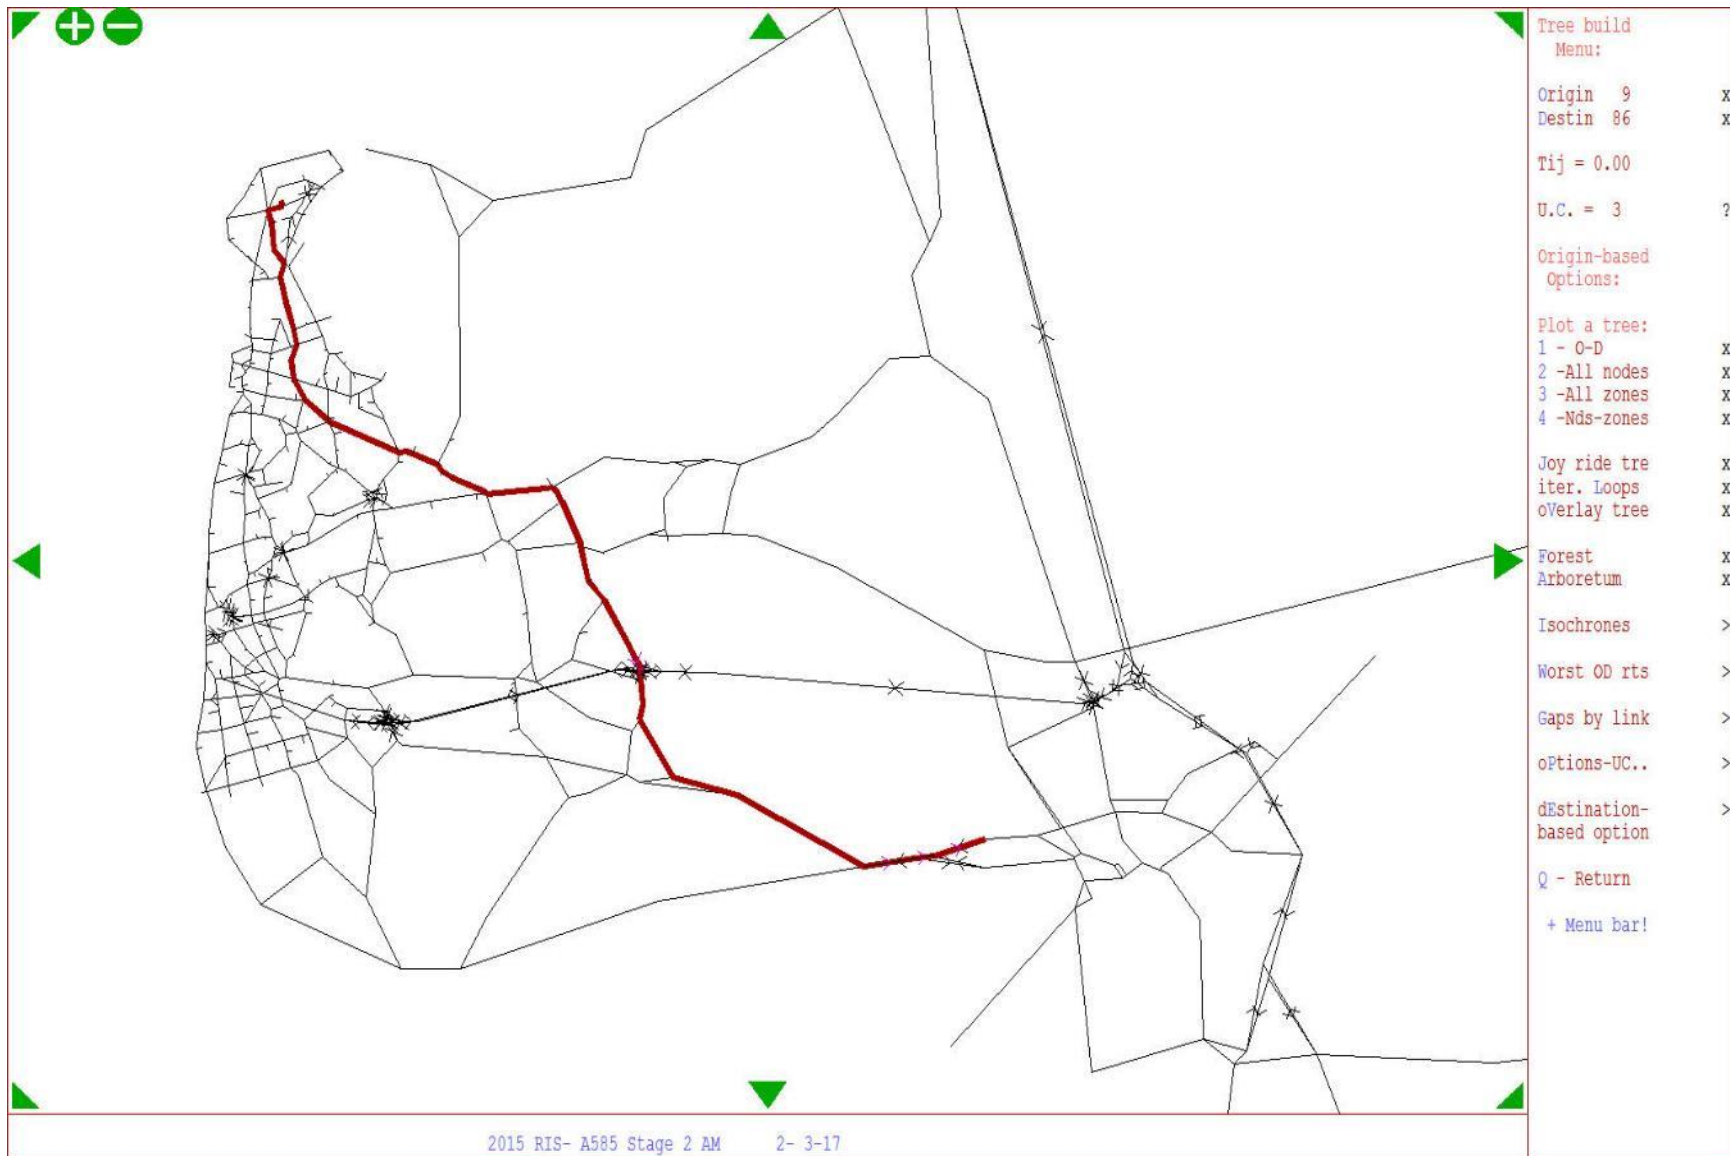 Tree build
Menu:
Origin 9 x
Destin 86 x
Tij = 0.00
U.C. = 3 ?
Origin-based
Options:
Plot a tree:
1 - O-D x
2 -All nodes x
3 -All zones x
4 -Nds-zones x
Joy ride tre x
iter. Loops x
oVerlay tree x
Forest x
Arboretum x
Isochrones >
Worst OD rts >
Gaps by link >
oPtions-UC.. >
dEstination- >
based option
Q - Return
+ Menu bar!
2015 RIS- A585 Stage 2 AM 2- 3-17